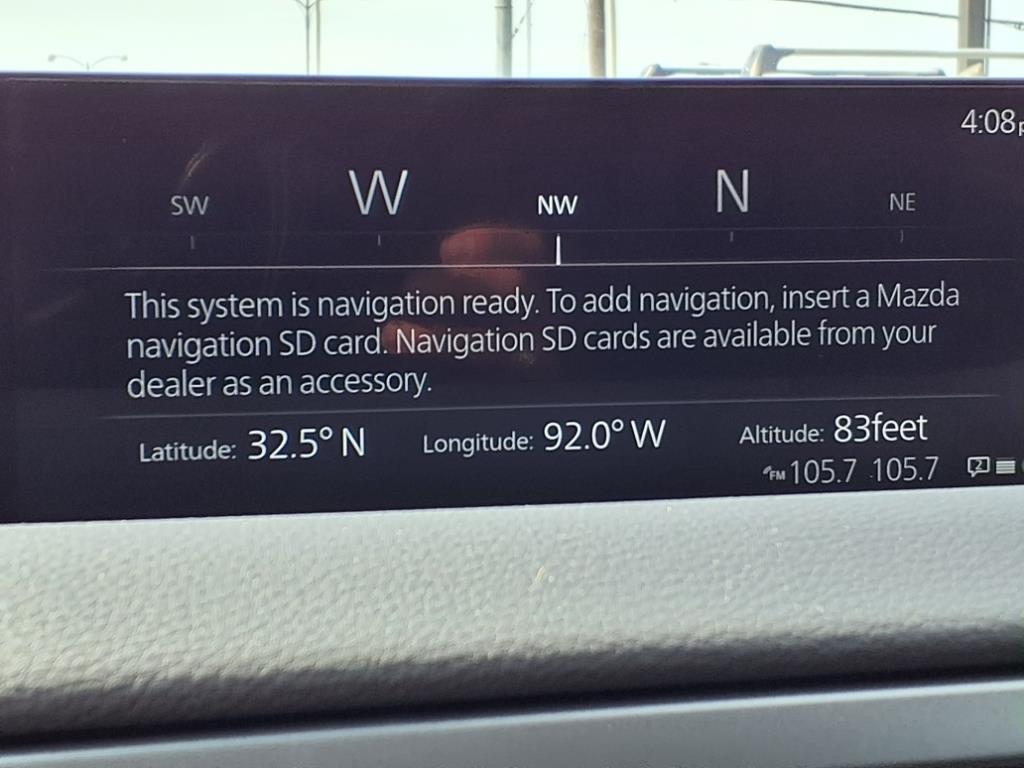 4:08p
SW W NW N NE
This system is navigation ready. To add navigation, insert a Mazda
navigation SD card. Navigation SD cards are available from your
dealer as an accessory.
Latitude: 32.5° N Longitude: 92.0° W Altitude: 83feet
FM 105.7 105.7 2